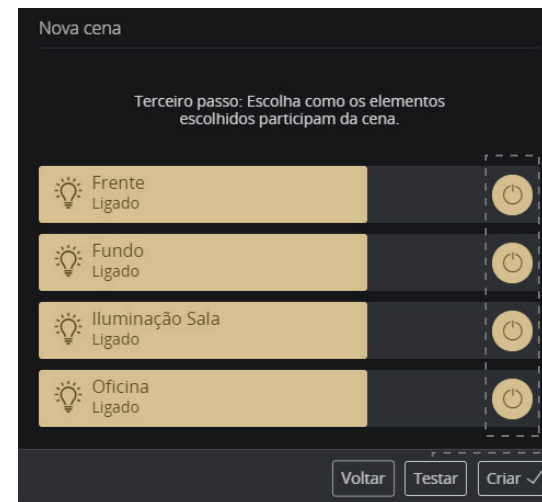 Nova cena
Terceiro passo: Escolha como os elementos
escolhidos participam da cena.
Frente
Ligado
Fundo
Ligado
Iluminação Sala
Ligado
Oficina
Ligado
Voltar
Testar
Criar